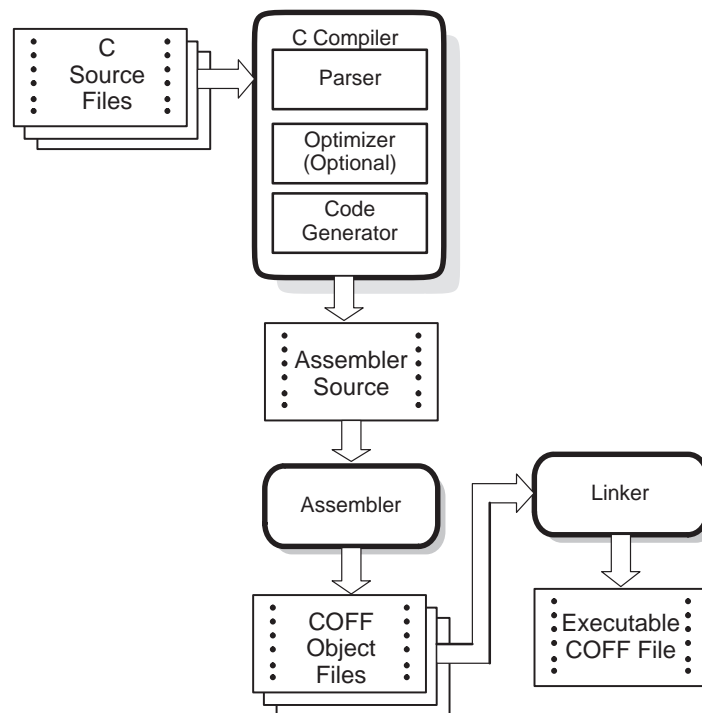 C
Source
Files
C Compiler
Parser
Optimizer
(Optional)
Code
Generator
Assembler
Source
Assembler
Linker
COFF
Object
Files
Executable
COFF File